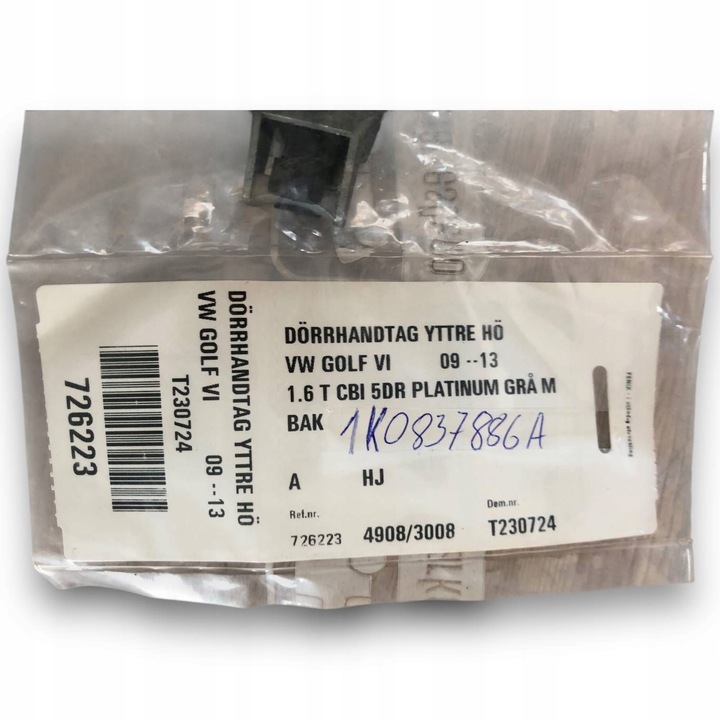 DÖRRHANDTAG YTTRE HÖ
VW GOLF VI 09 --13
T230724
726223
DÖRRHANDTAG YTTRE HÖ
VW GOLF VI 09 --13
1.6 T CBI 5DR PLATINUM GRÅ M
BAK 1K0837886A
A HJ
Ref.nr. Dem.nr.
726223 4908/3008 T230724